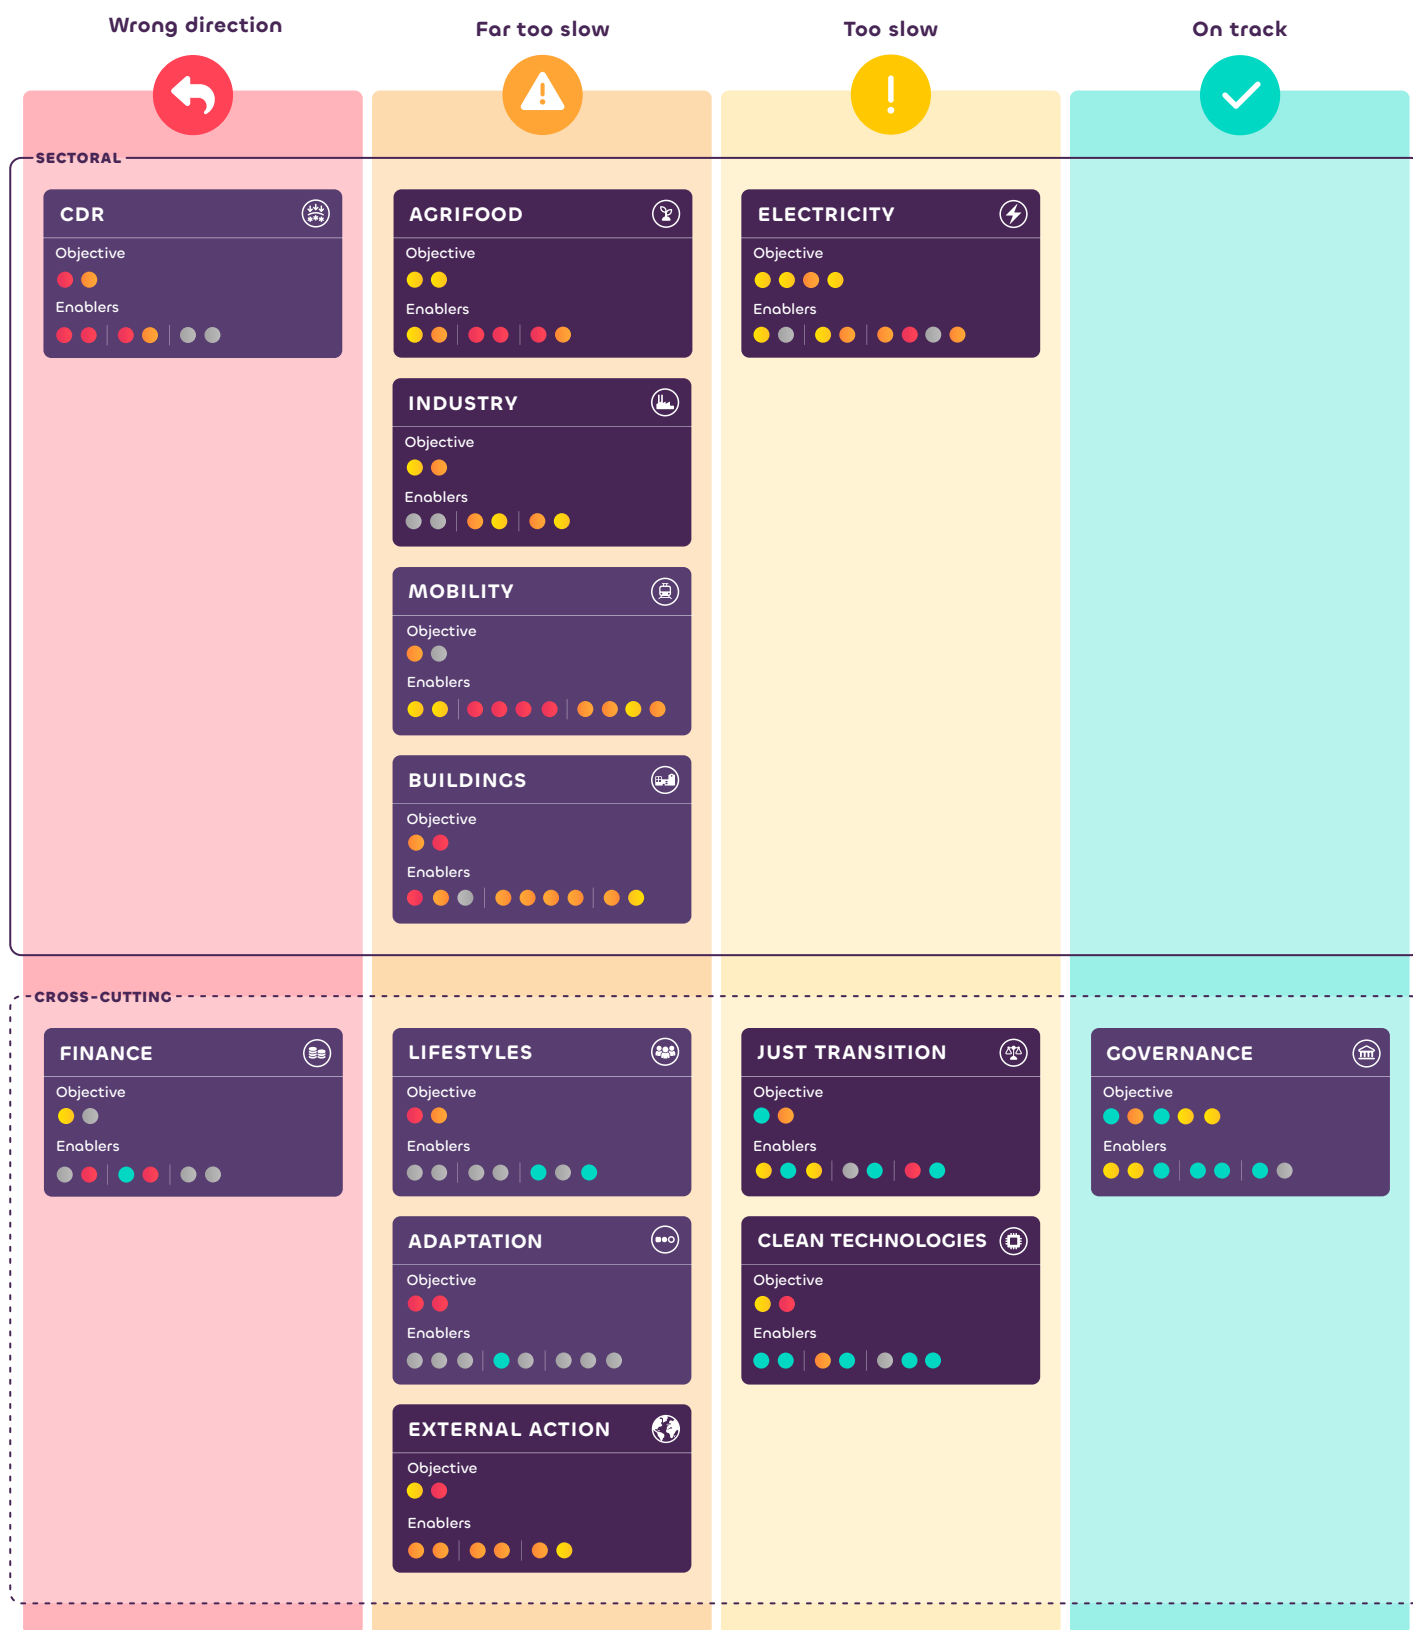 Wrong direction
Far too slow
Too slow
On track
SECTORAL
CDR
Objective
Enablers
AGRIFOOD
Objective
Enablers
ELECTRICITY
Objective
Enablers
INDUSTRY
Objective
Enablers
MOBILITY
Objective
Enablers
BUILDINGS
Objective
Enablers
CROSS-CUTTING
FINANCE
Objective
Enablers
LIFESTYLES
Objective
Enablers
JUST TRANSITION
Objective
Enablers
GOVERNANCE
Objective
Enablers
ADAPTATION
Objective
Enablers
CLEAN TECHNOLOGIES
Objective
Enablers
EXTERNAL ACTION
Objective
Enablers